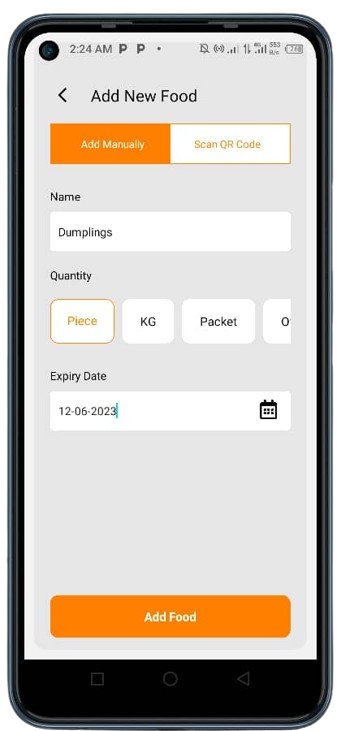 2:24 AM P P
Add New Food
Add Manually
Scan QR Code
Name
Dumplings
Quantity
Piece
KG
Packet
Expiry Date
12-06-2023
Add Food